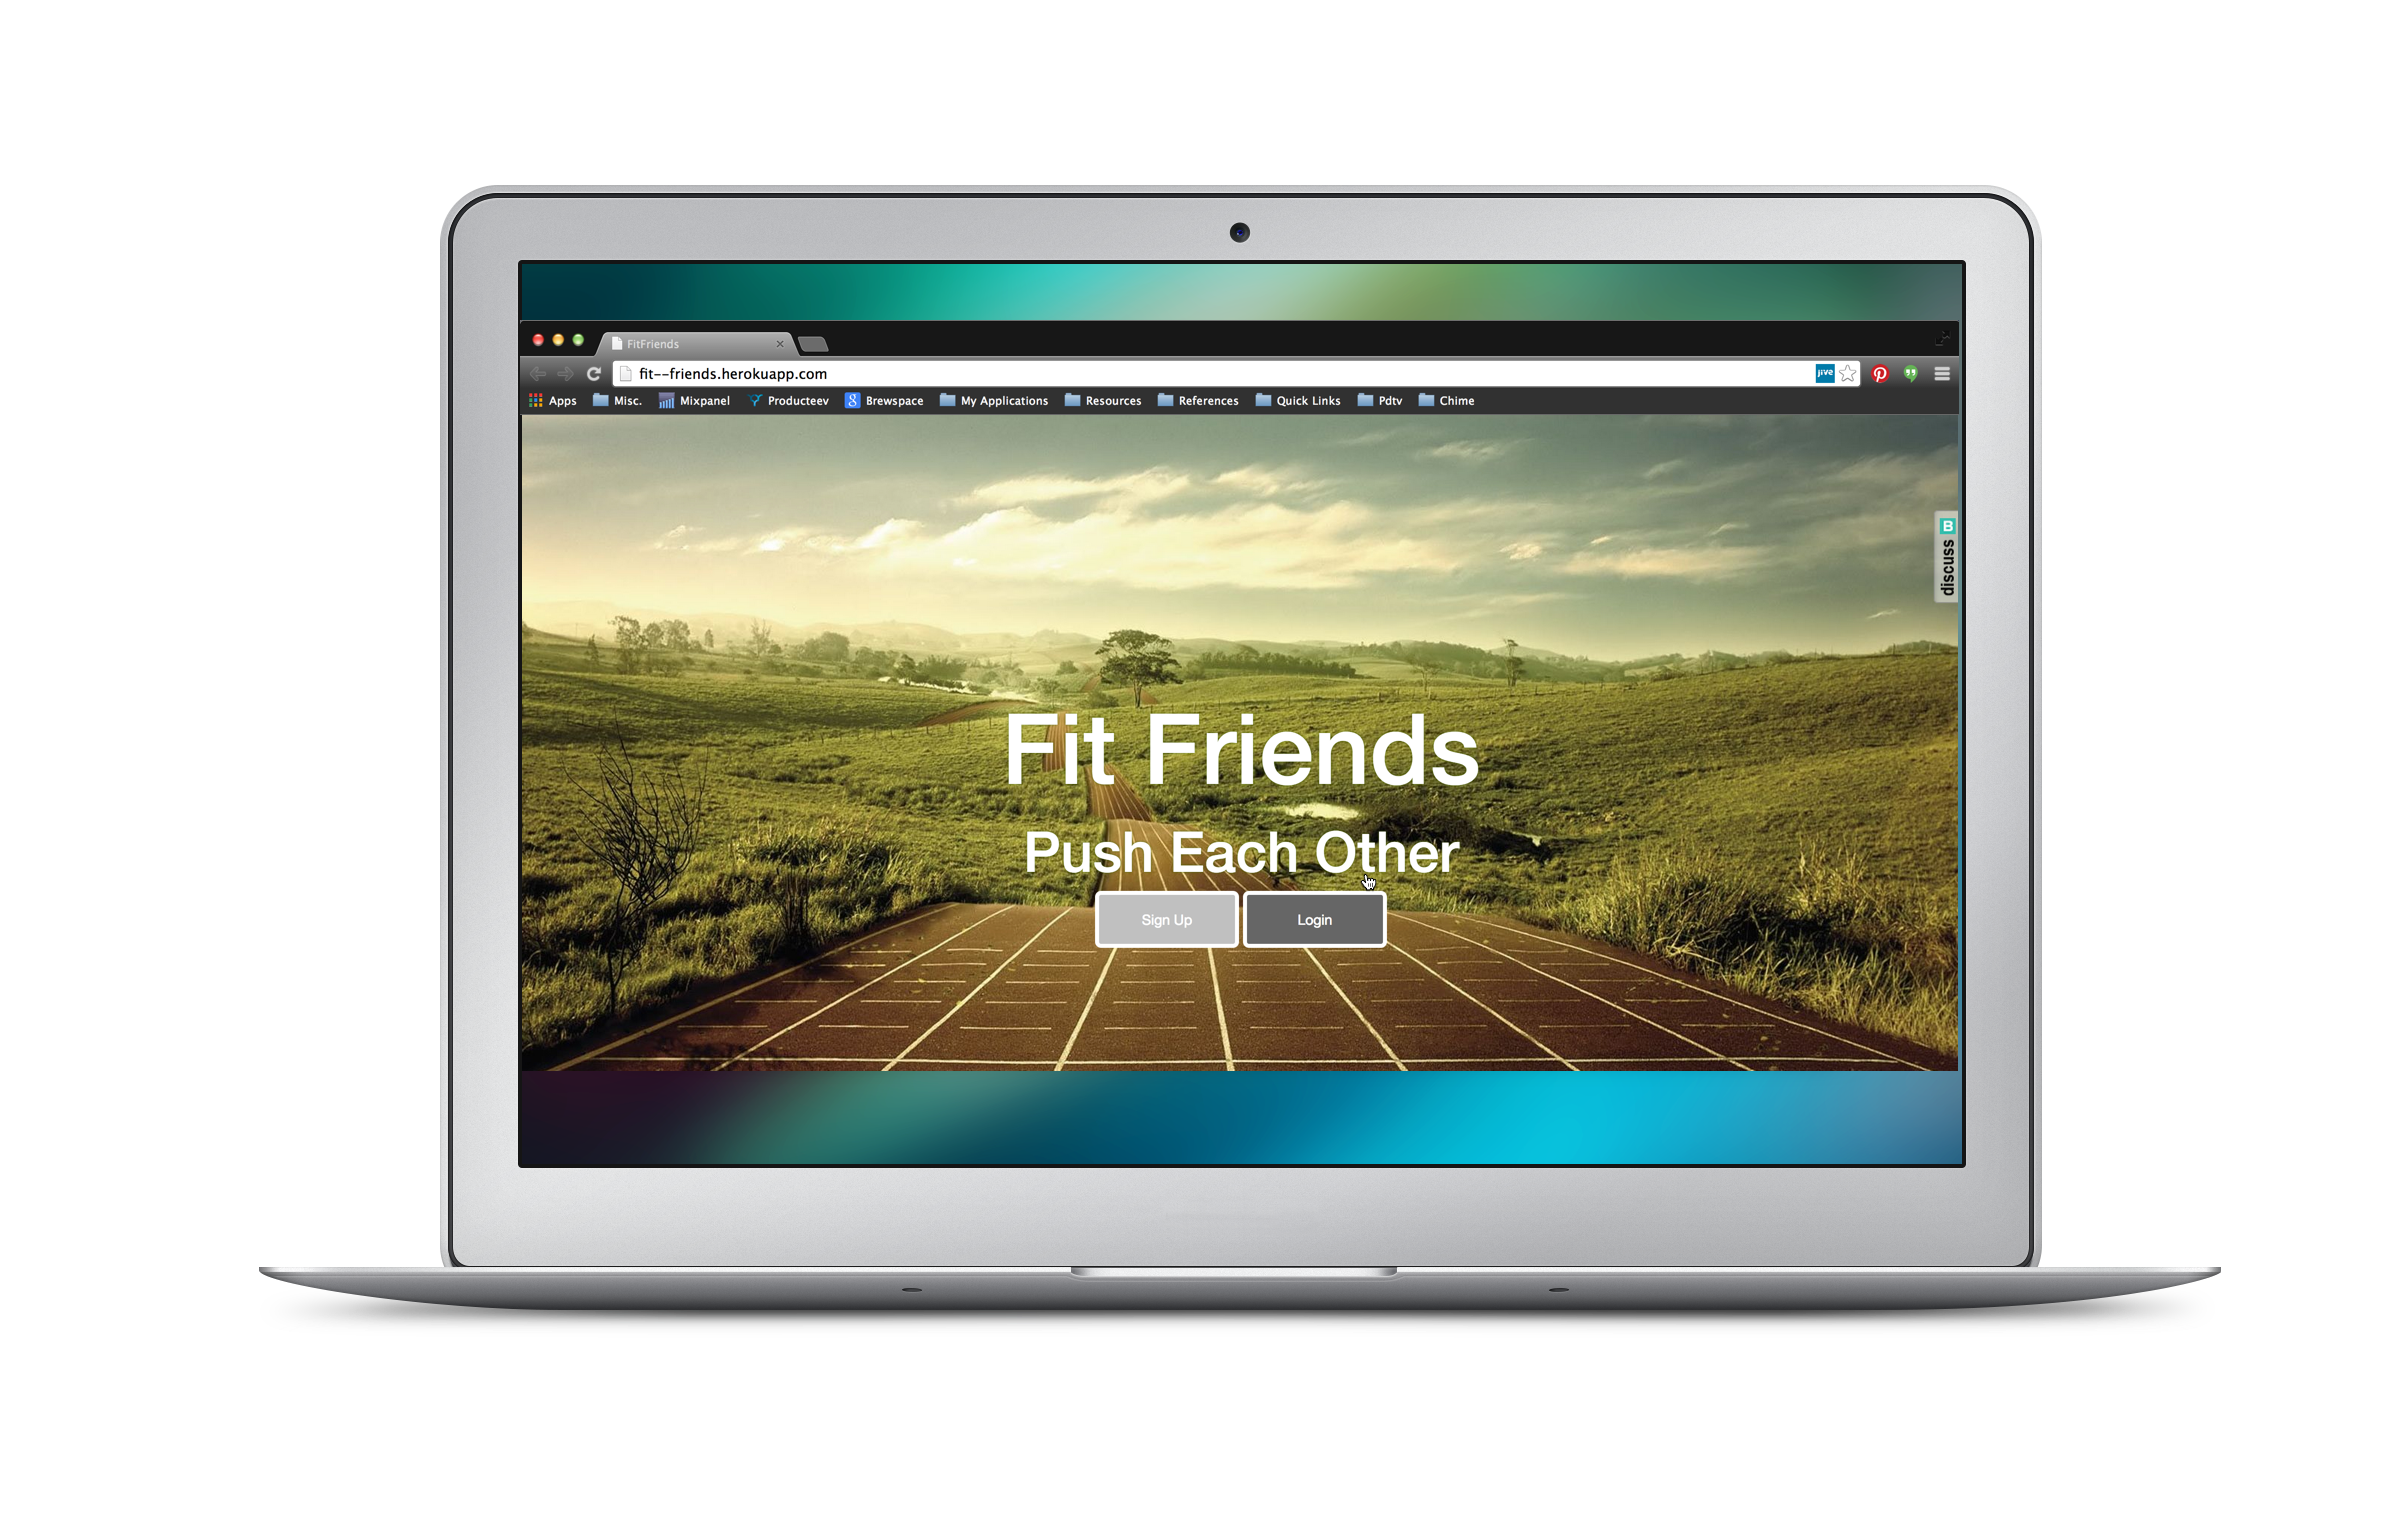 FitFriends
fit--friends.herokuapp.com
jive
Apps Misc. Mixpanel Producteev 8 Brewspace My Applications Resources References Quick Links Pdtv Chime
discuss B
Fit Friends
Push Each Other
Sign Up Login